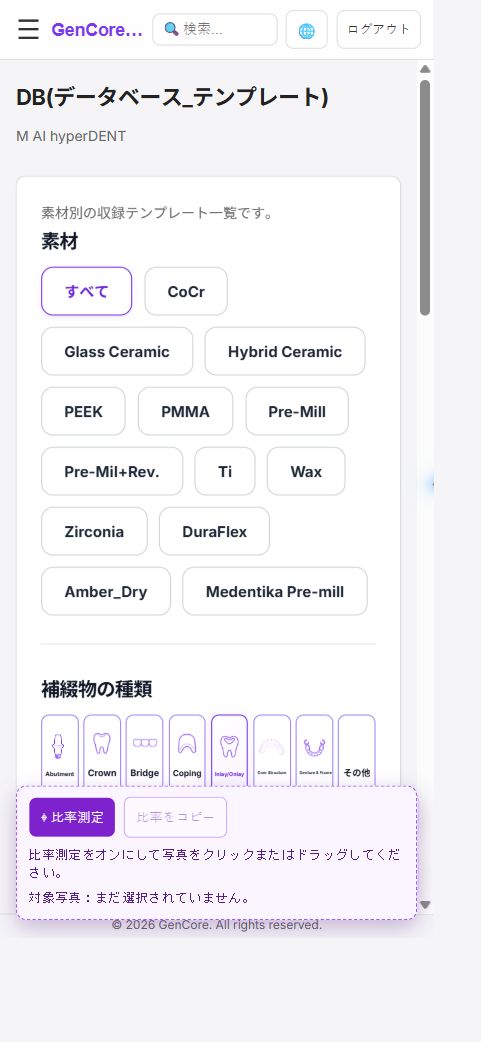 ☰ GenCore... 🔍 検索... 🌐 ログアウト
DB(データベース_テンプレート)
M AI hyperDENT
素材別の収録テンプレート一覧です。
素材
すべて CoCr
Glass Ceramic Hybrid Ceramic
PEEK PMMA Pre-Mill
Pre-Mil+Rev. Ti Wax
Zirconia DuraFlex
Amber_Dry Medentika Pre-mill
補綴物の種類
Abutment Crown Bridge Coping Inlay/Onlay Over Structure Denture & Frame その他
比率測定 比率をコピー
比率測定をオンにして写真をクリックまたはドラッグしてくだ
さい。
対象写真：まだ選択されていません。
© 2026 GenCore. All rights reserved.